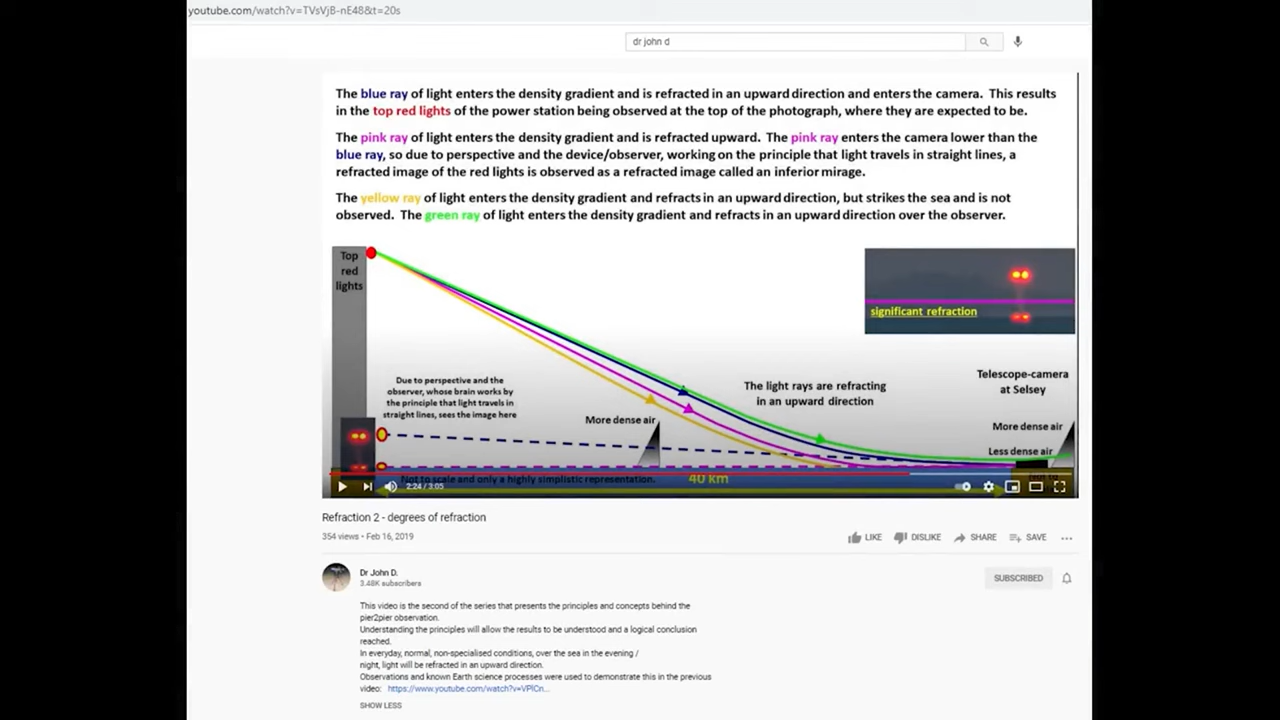 youtube.com/watch?v=TVsVjB-nE48&t=20s
dr john d
The blue ray of light enters the density gradient and is refracted in an upward direction and enters the camera. This results
in the top red lights of the power station being observed at the top of the photograph, where they are expected to be.
The pink ray of light enters the density gradient and is refracted upward. The pink ray enters the camera lower than the
blue ray, so due to perspective and the device/observer, working on the principle that light travels in straight lines, a
refracted image of the red lights is observed as a refracted image called an inferior mirage.
The yellow ray of light enters the density gradient and refracts in an upward direction, but strikes the sea and is not
observed. The green ray of light enters the density gradient and refracts in an upward direction over the observer.
Top
red
lights
significant refraction
Due to perspective and the
observer, whose brain works by
the principle that light travels in
straight lines, sees the image here
More dense air
The light rays are refracting
in an upward direction
Telescope-camera
at Selsey
More dense air
Less dense air
Not to scale and only a highly simplistic representation.
40 km
2:24 / 3:05
Refraction 2 - degrees of refraction
354 views • Feb 16, 2019
LIKE
DISLIKE
SHARE
SAVE
Dr John D.
3.48K subscribers
SUBSCRIBED
This video is the second of the series that presents the principles and concepts behind the
pier2pier observation.
Understanding the principles will allow the results to be understood and a logical conclusion
reached.
In everyday, normal, non-specialised conditions, over the sea in the evening /
night, light will be refracted in an upward direction.
Observations and known Earth science processes were used to demonstrate this in the previous
video: https://www.youtube.com/watch?v=VPlCn...
SHOW LESS